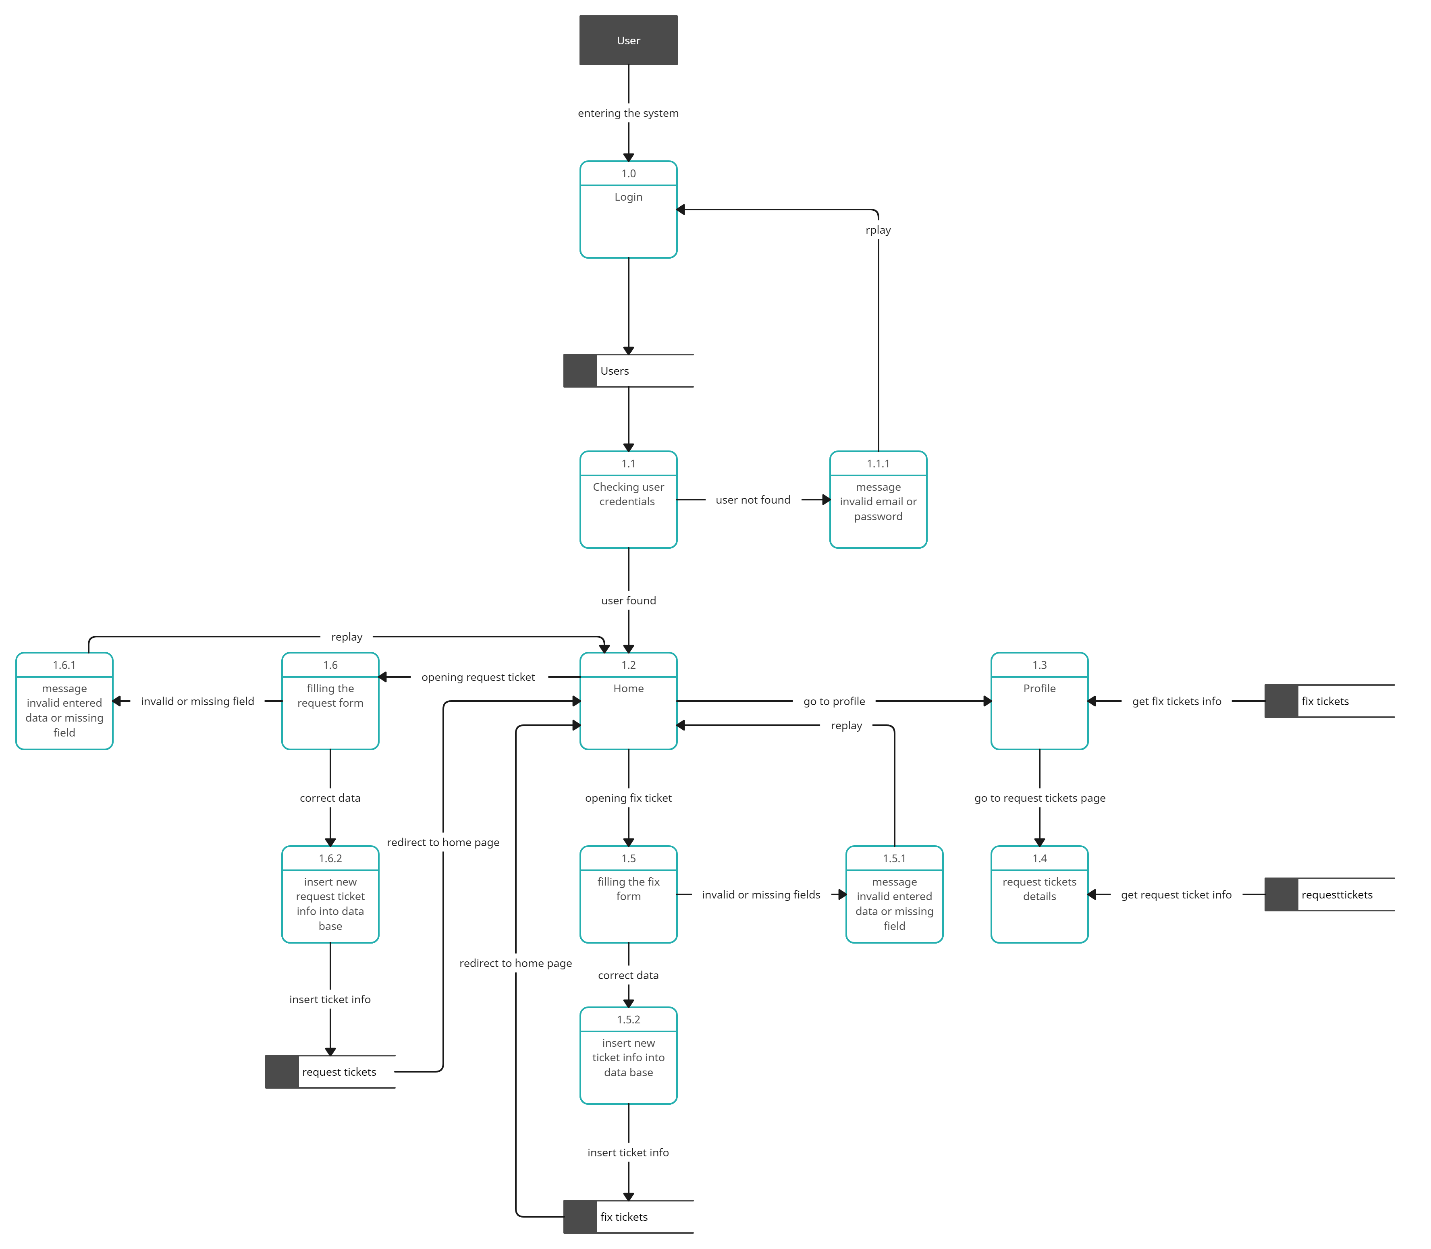 User
entering the system
1.0
Login
rplay
Users
1.1
Checking user
credentials
user not found
1.1.1
message
invalid email or
password
user found
replay
1.6.1
message
invalid entered
data or missing
field
invalid or missing field
1.6
filling the
request form
opening request ticket
1.2
Home
go to profile
replay
1.3
Profile
get fix tickets info
fix tickets
correct data
opening fix ticket
go to request tickets page
redirect to home page
1.6.2
insert new
request ticket
info into data
base
1.5
filling the fix
form
invalid or missing fields
1.5.1
message
invalid entered
data or missing
field
1.4
request tickets
details
get request ticket info
requesttickets
redirect to home page
correct data
insert ticket info
1.5.2
insert new
ticket info into
data base
request tickets
insert ticket info
fix tickets